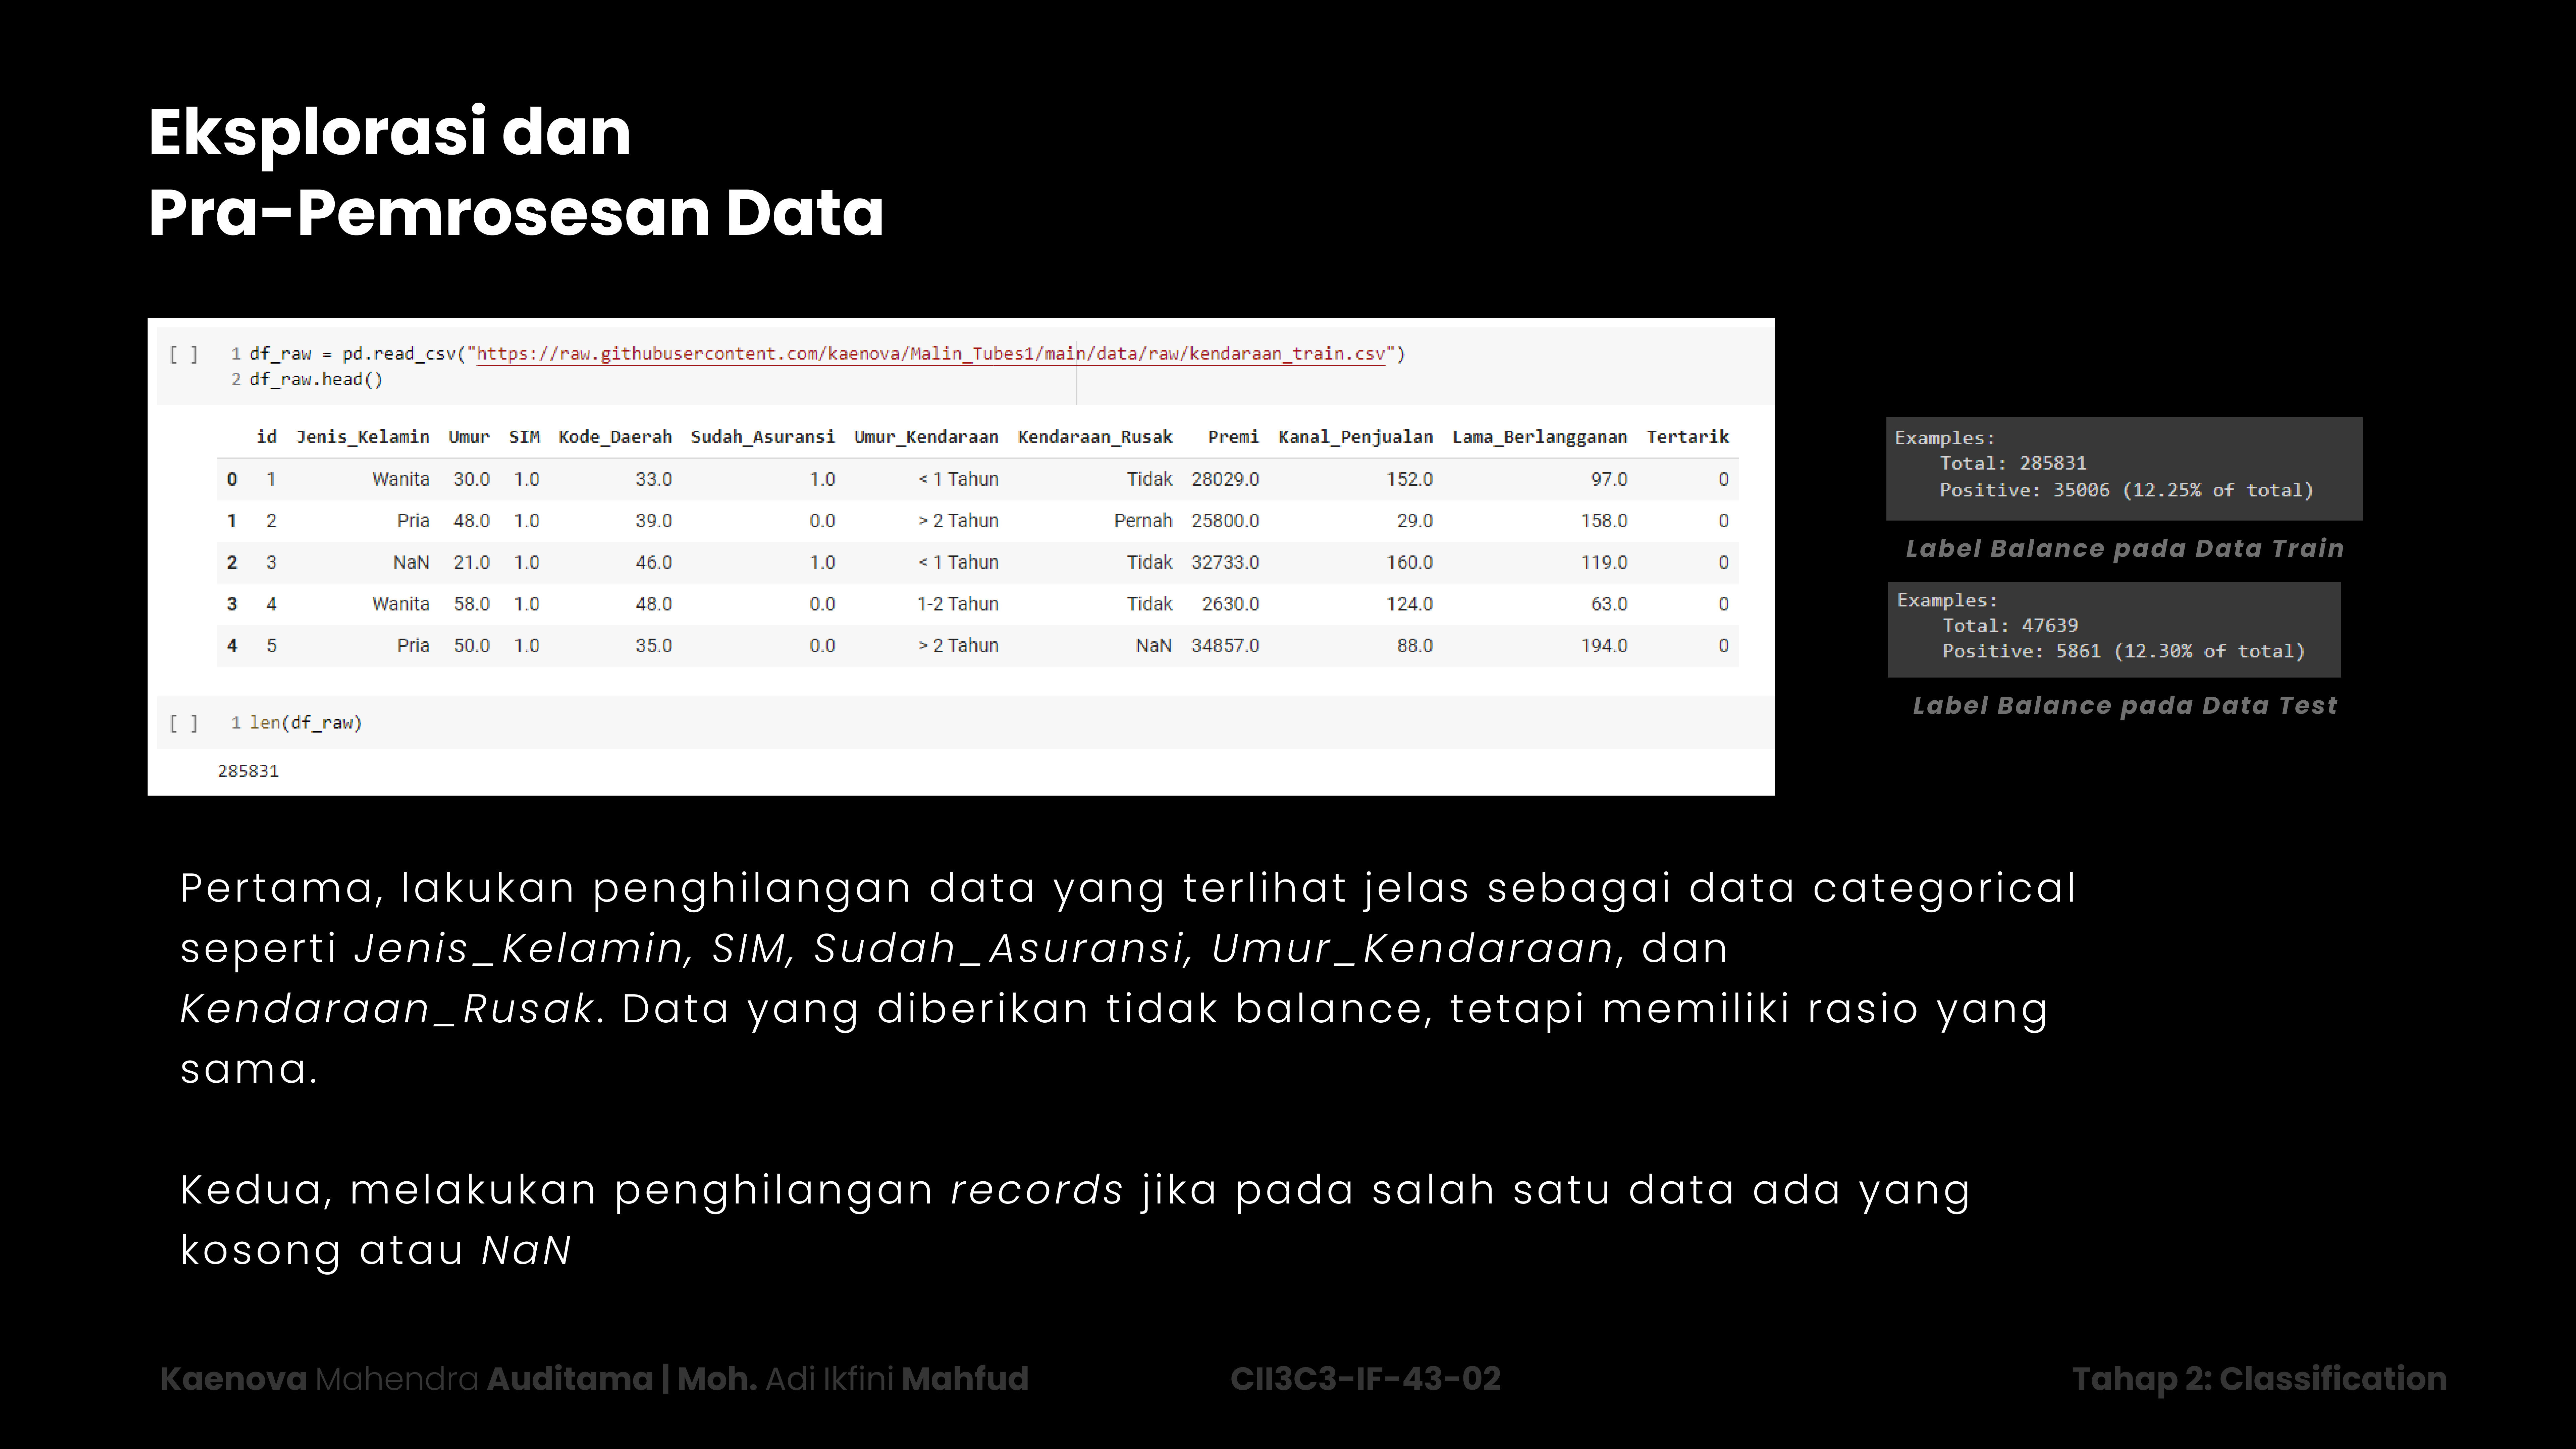 Eksplorasi dan
Pra-Pemrosesan Data
[ ] 1 df_raw = pd.read_csv("https://raw.githubusercontent.com/kaenova/Malin_Tubes1/main/data/raw/kendaraan_train.csv")
2 df_raw.head()
id Jenis_Kelamin Umur SIM Kode_Daerah Sudah_Asuransi Umur_Kendaraan Kendaraan_Rusak Premi Kanal_Penjualan Lama_Berlangganan Tertarik
0 1 Wanita 30.0 1.0 33.0 1.0 < 1 Tahun Tidak 28029.0 152.0 97.0 0
1 2 Pria 48.0 1.0 39.0 0.0 > 2 Tahun Pernah 25800.0 29.0 158.0 0
2 3 NaN 21.0 1.0 46.0 1.0 < 1 Tahun Tidak 32733.0 160.0 119.0 0
3 4 Wanita 58.0 1.0 48.0 0.0 1-2 Tahun Tidak 2630.0 124.0 63.0 0
4 5 Pria 50.0 1.0 35.0 0.0 > 2 Tahun NaN 34857.0 88.0 194.0 0
[ ] 1 len(df_raw)
285831
Examples:
Total: 285831
Positive: 35006 (12.25% of total)
Label Balance pada Data Train
Examples:
Total: 47639
Positive: 5861 (12.30% of total)
Label Balance pada Data Test
Pertama, lakukan penghilangan data yang terlihat jelas sebagai data categorical
seperti Jenis_Kelamin, SIM, Sudah_Asuransi, Umur_Kendaraan, dan
Kendaraan_Rusak. Data yang diberikan tidak balance, tetapi memiliki rasio yang
sama.
Kedua, melakukan penghilangan records jika pada salah satu data ada yang
kosong atau NaN
Kaenova Mahendra Auditama | Moh. Adi Ikfini Mahfud
CII3C3-IF-43-02
Tahap 2: Classification